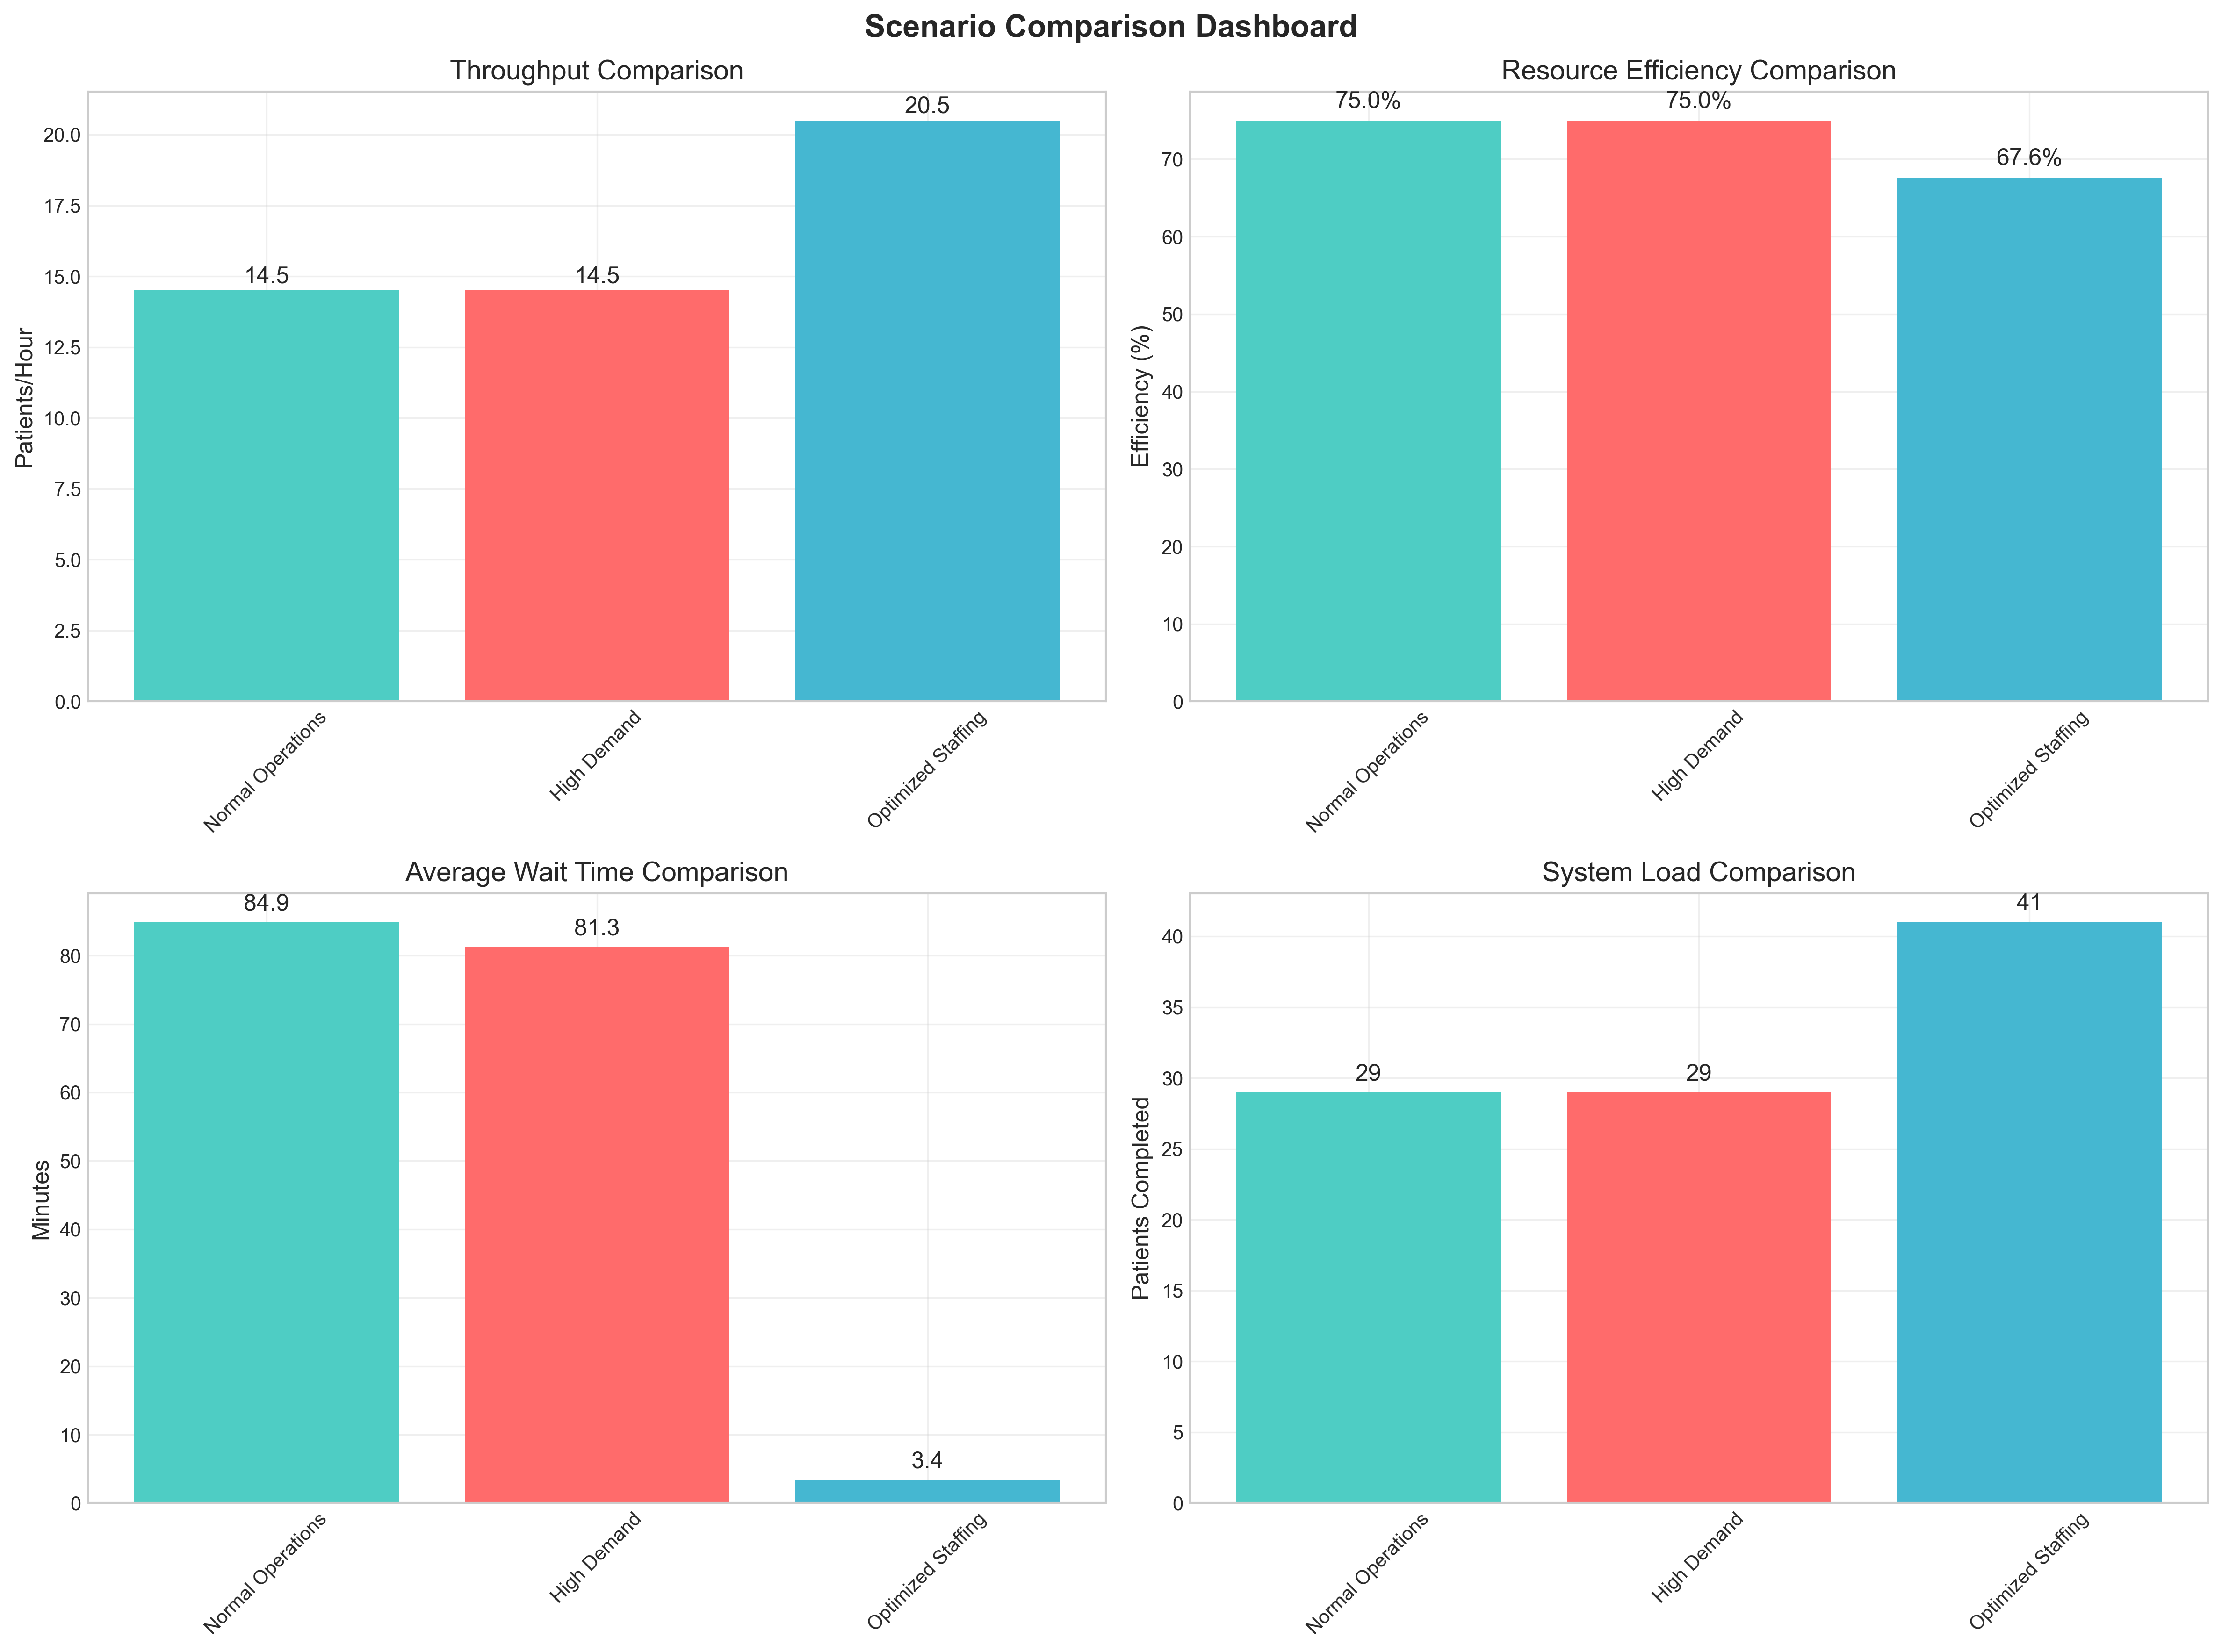 Scenario Comparison Dashboard
Throughput Comparison
Patients/Hour
20.0
17.5
15.0
12.5
10.0
7.5
5.0
2.5
0.0
14.5
14.5
20.5
Normal Operations
High Demand
Optimized Staffing
Resource Efficiency Comparison
Efficiency (%)
70
60
50
40
30
20
10
0
75.0%
75.0%
67.6%
Normal Operations
High Demand
Optimized Staffing
Average Wait Time Comparison
Minutes
80
70
60
50
40
30
20
10
0
84.9
81.3
3.4
Normal Operations
High Demand
Optimized Staffing
System Load Comparison
Patients Completed
40
35
30
25
20
15
10
5
0
29
29
41
Normal Operations
High Demand
Optimized Staffing